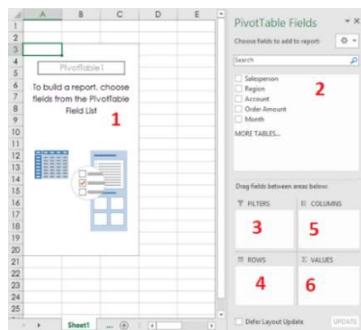 A B C D E
1
2
3
4
5
6
7
8
9
10
11
12
13
14
15
16
17
18
19
20
21
22
23
24
25
PivotTable1
To build a report, choose
fields from the PivotTable
Field List
1
Sheet1 ...
PivotTable Fields
Choose fields to add to report:
Search
Salesperson
Region
Account
Order Amount
Month
2
MORE TABLES...
Drag fields between areas below:
FILTERS
COLUMNS
3
5
ROWS
Σ VALUES
4
6
Defer Layout Update
UPDATE